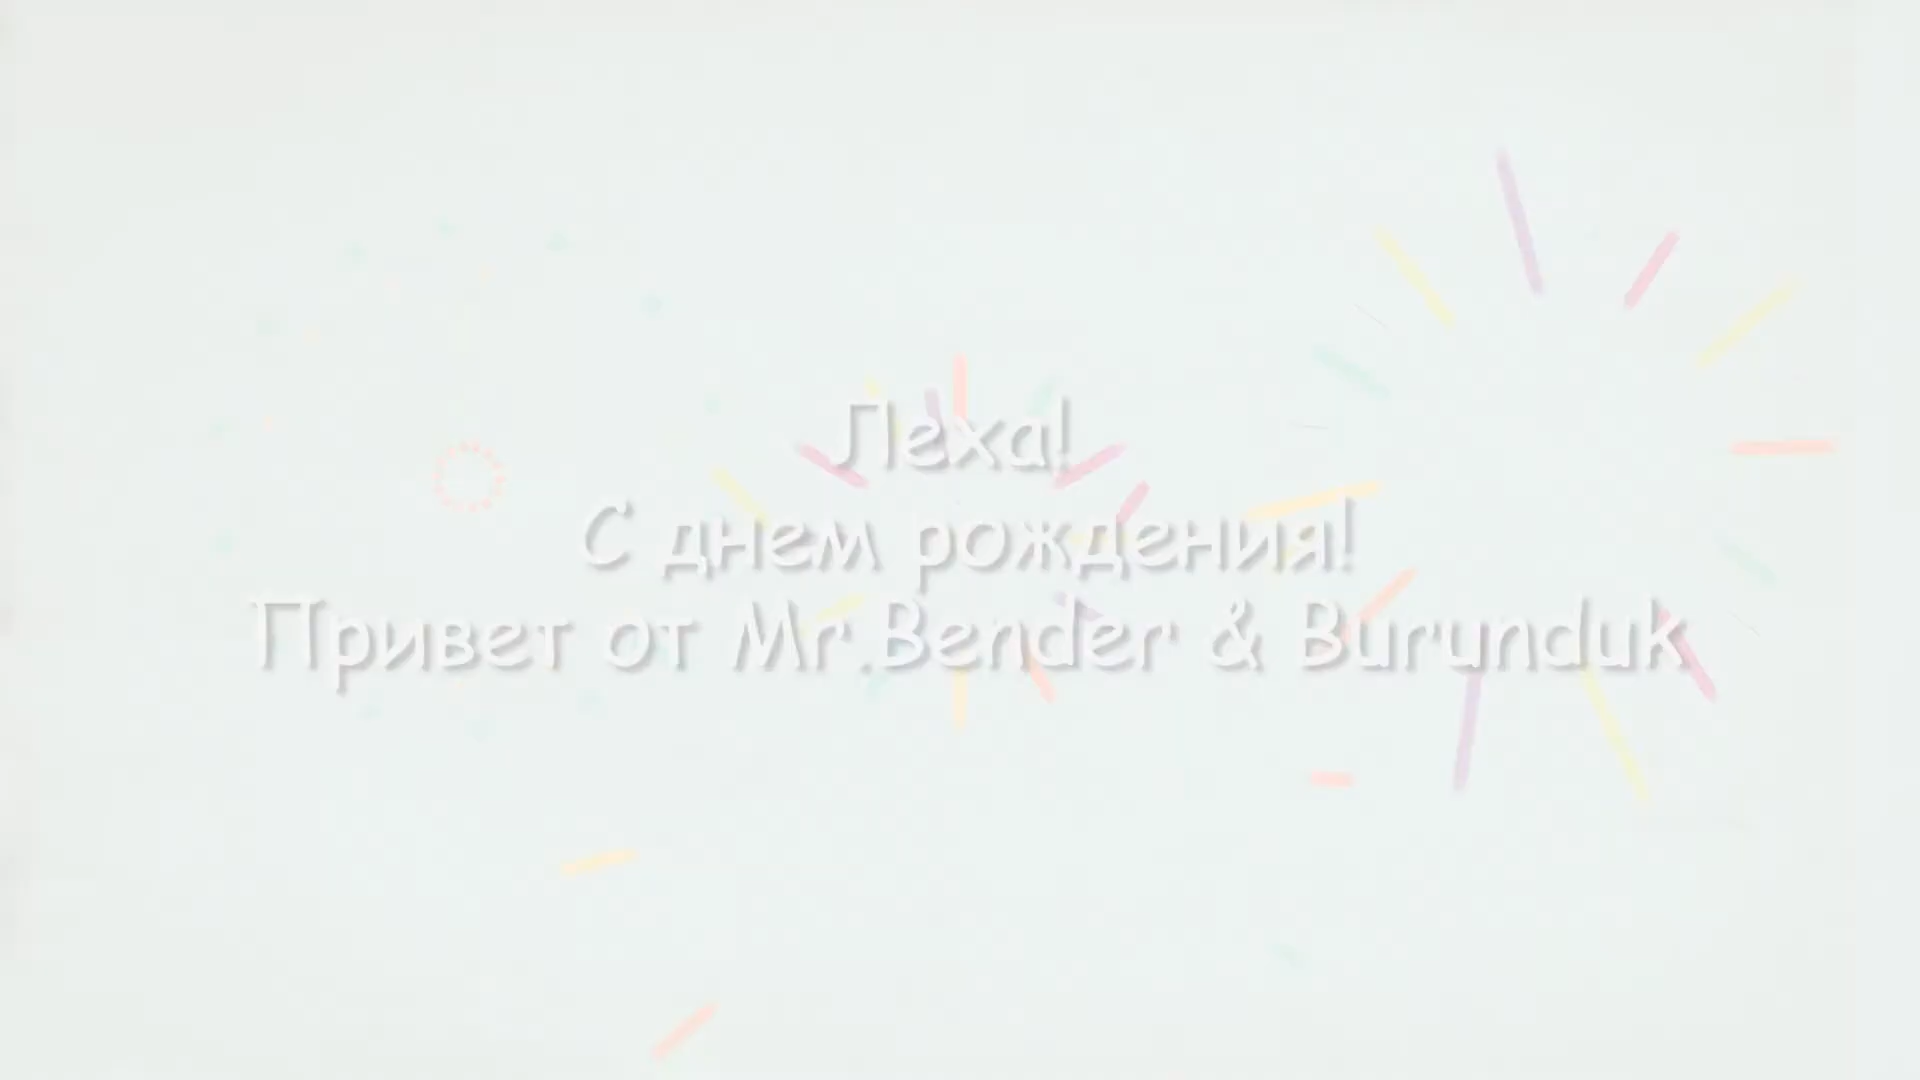 Леха!
С днем рождения!
Привет от Mr.Bender & Burunduk